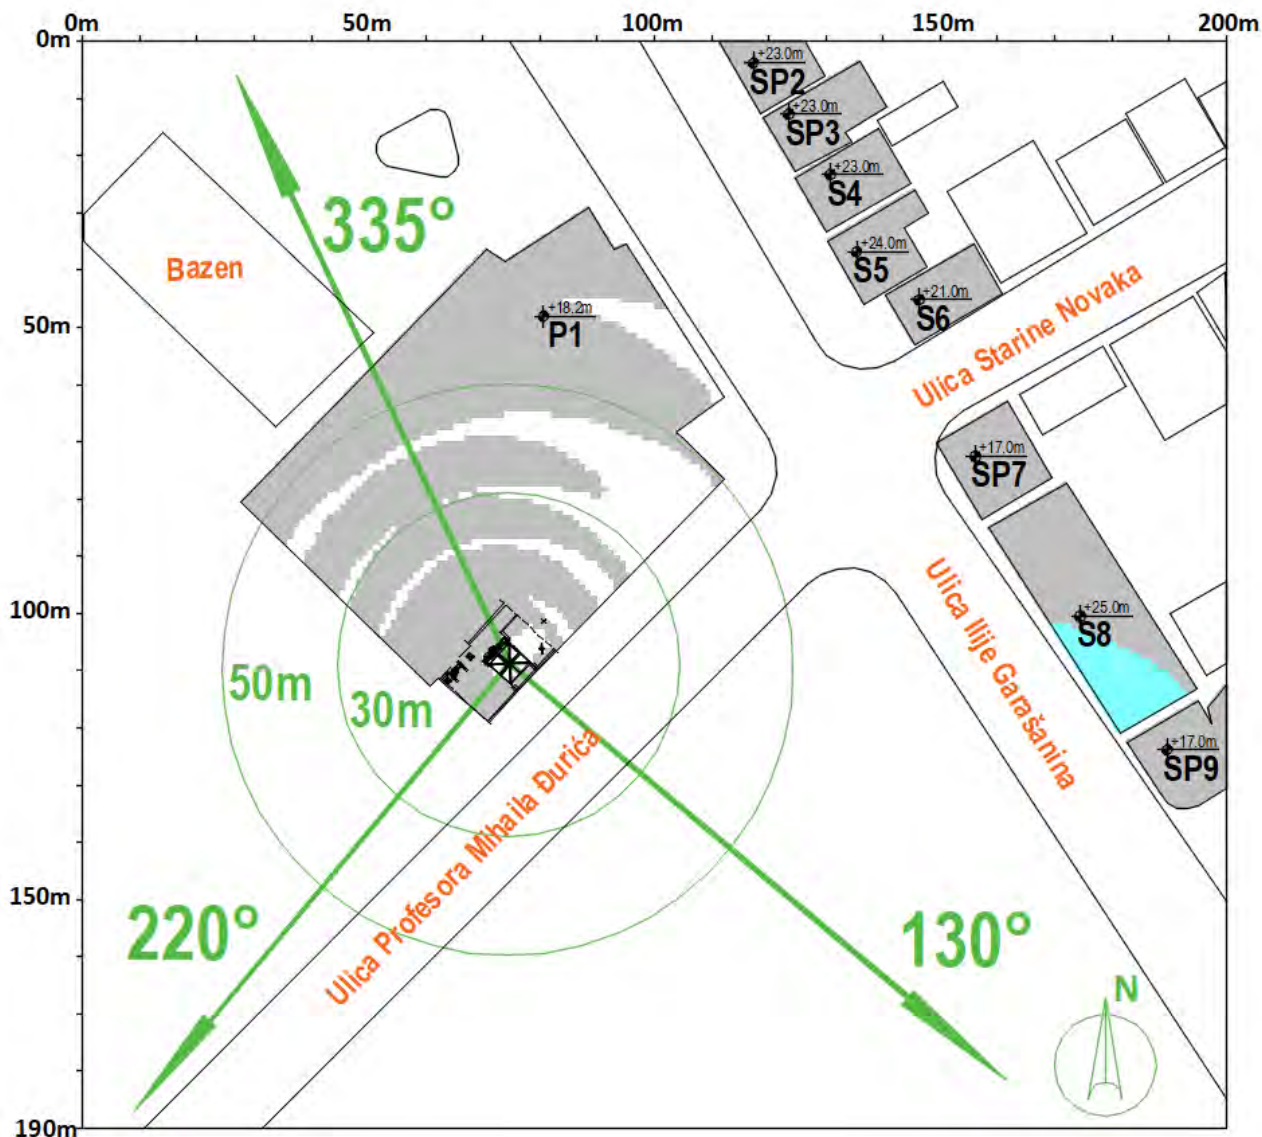 0m 50m 100m 150m 200m
0m
+23.0m
SP2
+23.0m
SP3
+23.0m
S4
335°
+24.0m
S5
Bazen
+21.0m
S6
+18.2m
P1
50m
Ulica Starine Novaka
+17.0m
SP7
Ulica Ilije Garašanina
100m
+25.0m
S8
50m
30m
+17.0m
SP9
Ulica Profesora Mihaila Đurića
150m
220°
130°
N
190m